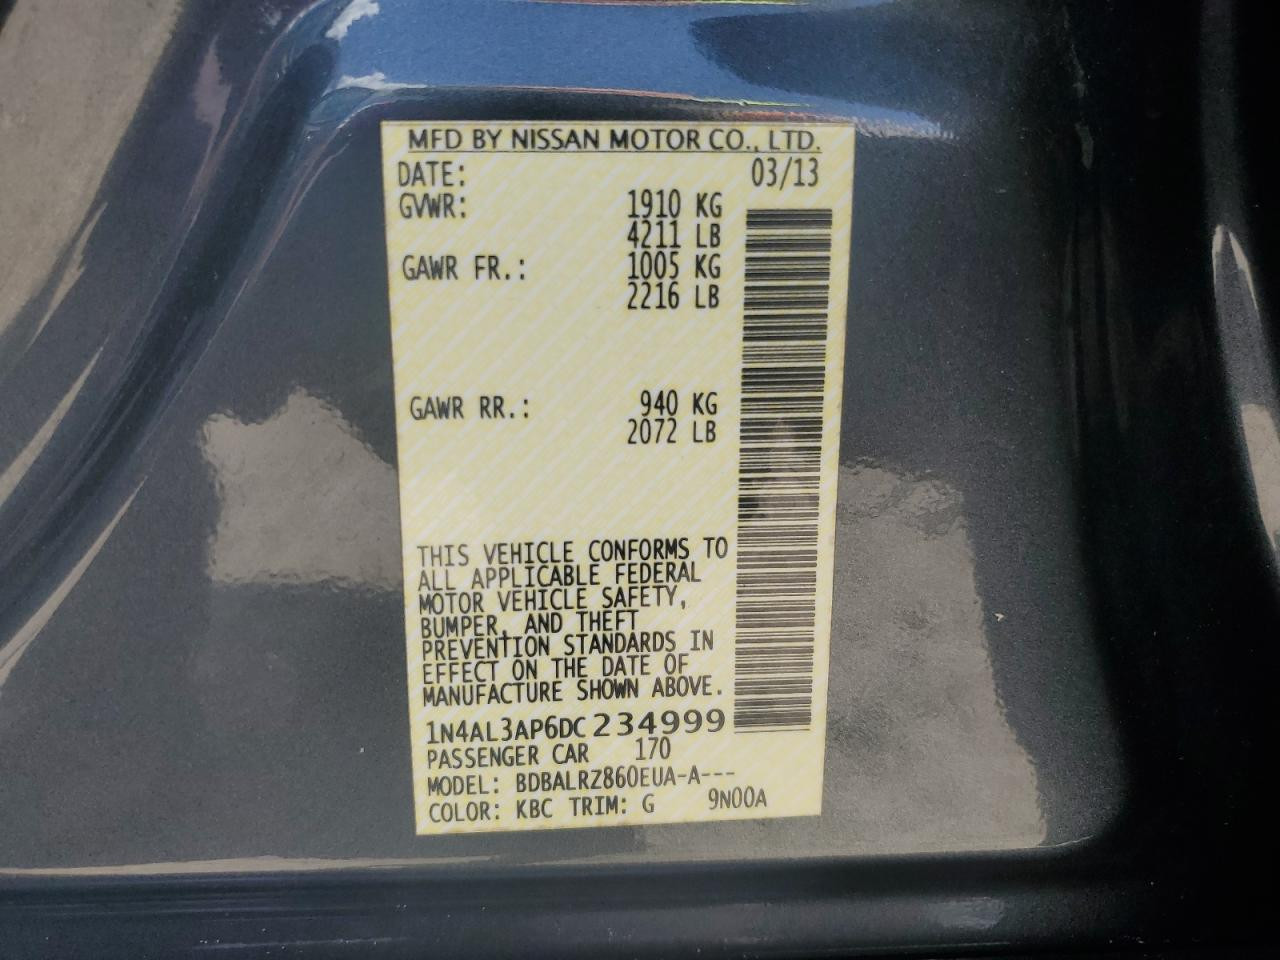 MFD BY NISSAN MOTOR CO., LTD.
DATE: 03/13
GVWR: 1910 KG
4211 LB
GAWR FR.: 1005 KG
2216 LB
GAWR RR.: 940 KG
2072 LB
THIS VEHICLE CONFORMS TO
ALL APPLICABLE FEDERAL
MOTOR VEHICLE SAFETY,
BUMPER, AND THEFT
PREVENTION STANDARDS IN
EFFECT ON THE DATE OF
MANUFACTURE SHOWN ABOVE.
1N4AL3AP6DC234999
PASSENGER CAR 170
MODEL: BDBALRZ860EUA-A---
COLOR: KBC TRIM: G 9N00A